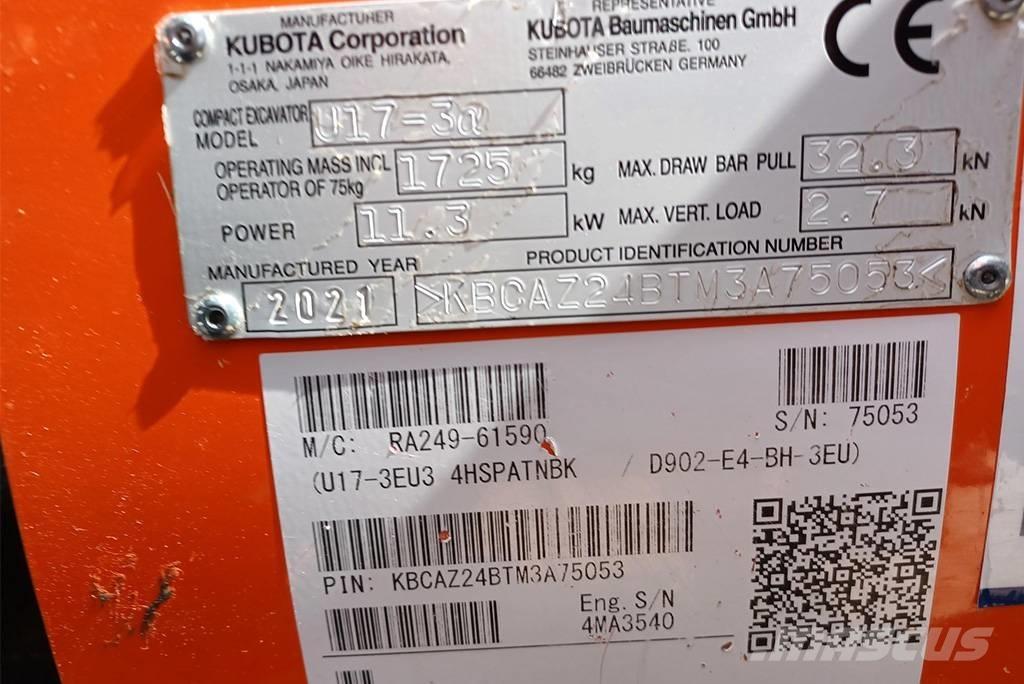 MANUFACTURER
KUBOTA Corporation
1-1-1 NAKAMIYA OIKE HIRAKATA,
OSAKA, JAPAN
REPRESENTATIVE
KUBOTA Baumaschinen GmbH
STEINHAUSER STRAßE. 100
66482 ZWEIBRÜCKEN GERMANY
CE
COMPACT EXCAVATOR
MODEL U17-3α
OPERATING MASS INCL
OPERATOR OF 75kg 1725 kg
MAX. DRAW BAR PULL 32.3 kN
POWER 11.3 kW
MAX. VERT. LOAD 2.7 kN
MANUFACTURED YEAR
2021
PRODUCT IDENTIFICATION NUMBER
>KBCAZ24BTM3A75053<
M/C: RA249-61590
S/N: 75053
(U17-3EU3 4HSPATNBK / D902-E4-BH-3EU)
PIN: KBCAZ24BTM3A75053
Eng. S/N
4MA3540
MASCUS